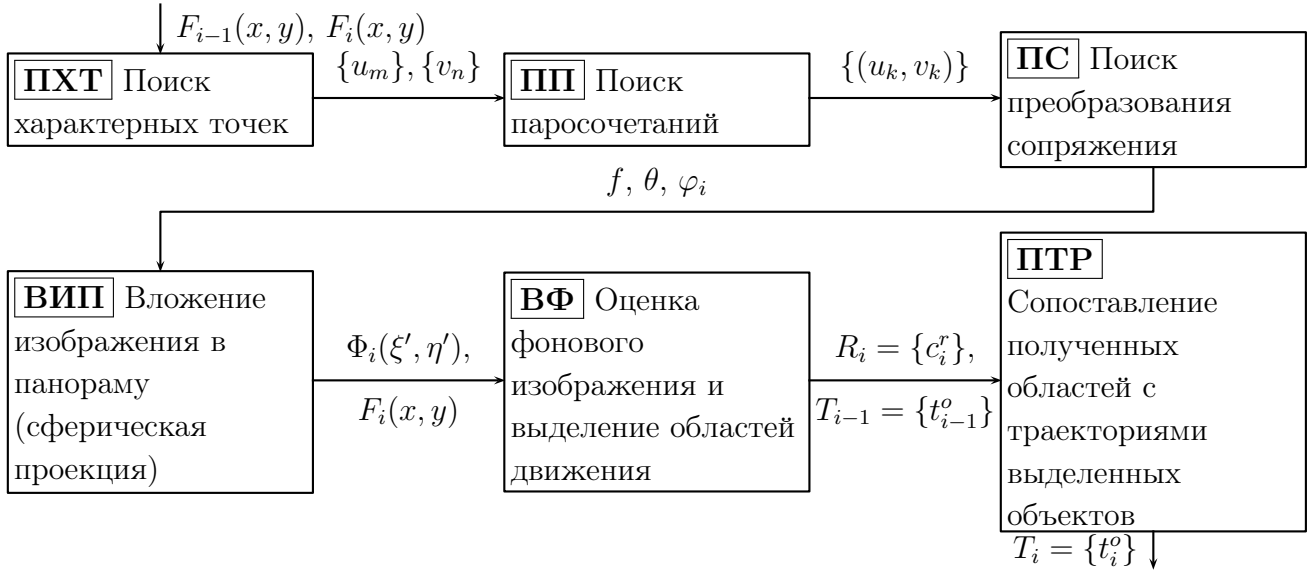 F_{i-1}(x, y), F_i(x, y)
ПХТ Поиск
характерных точек
{u_m}, {v_n}
ПП Поиск
паросочетаний
{(u_k, v_k)}
ПС Поиск
преобразования
сопряжения
f, θ, φ_i
ВИП Вложение
изображения в
панораму
(сферическая
проекция)
Φ_i(ξ′, η′),
F_i(x, y)
ВФ Оценка
фонового
изображения и
выделение областей
движения
R_i = {c_i^r},
T_{i-1} = {t_{i-1}^o}
ПТР
Сопоставление
полученных
областей с
траекториями
выделенных
объектов
T_i = {t_i^o}